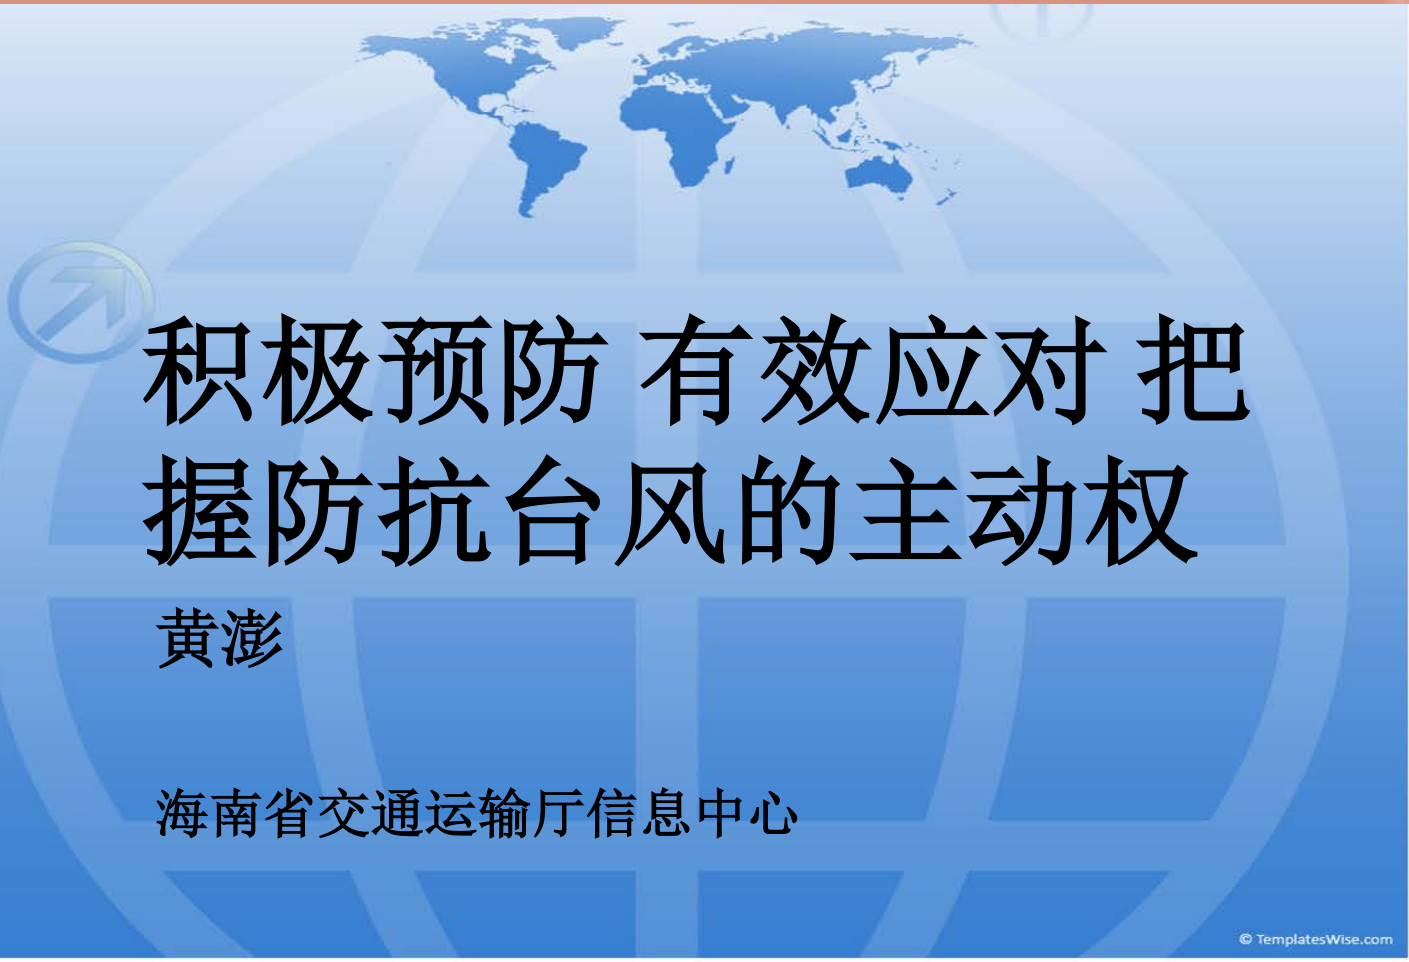 积极预防 有效应对 把
握防抗台风的主动权
黄澎
海南省交通运输厅信息中心
© TemplatesWise.com